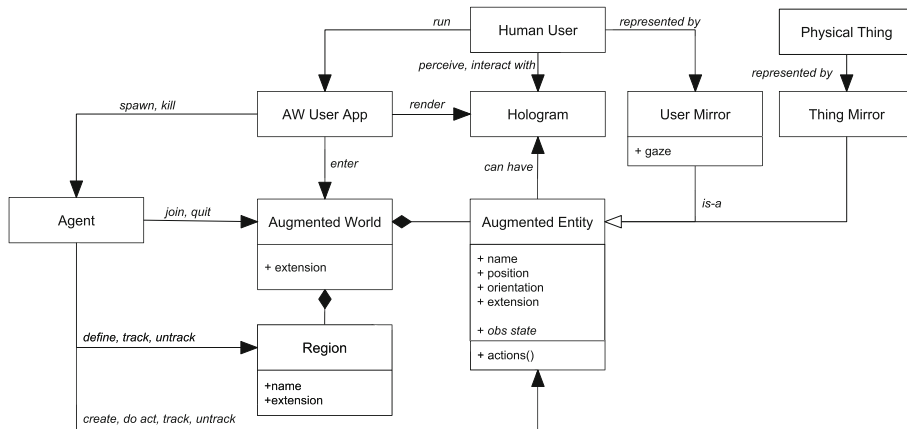 run
Human User
represented by
Physical Thing
perceive, interact with
represented by
spawn, kill
AW User App
render
Hologram
User Mirror
+ gaze
Thing Mirror
enter
can have
is-a
Agent
join, quit
Augmented World
+ extension
Augmented Entity
+ name
+ position
+ orientation
+ extension
+ obs state
+ actions()
define, track, untrack
Region
+name
+extension
create, do act, track, untrack